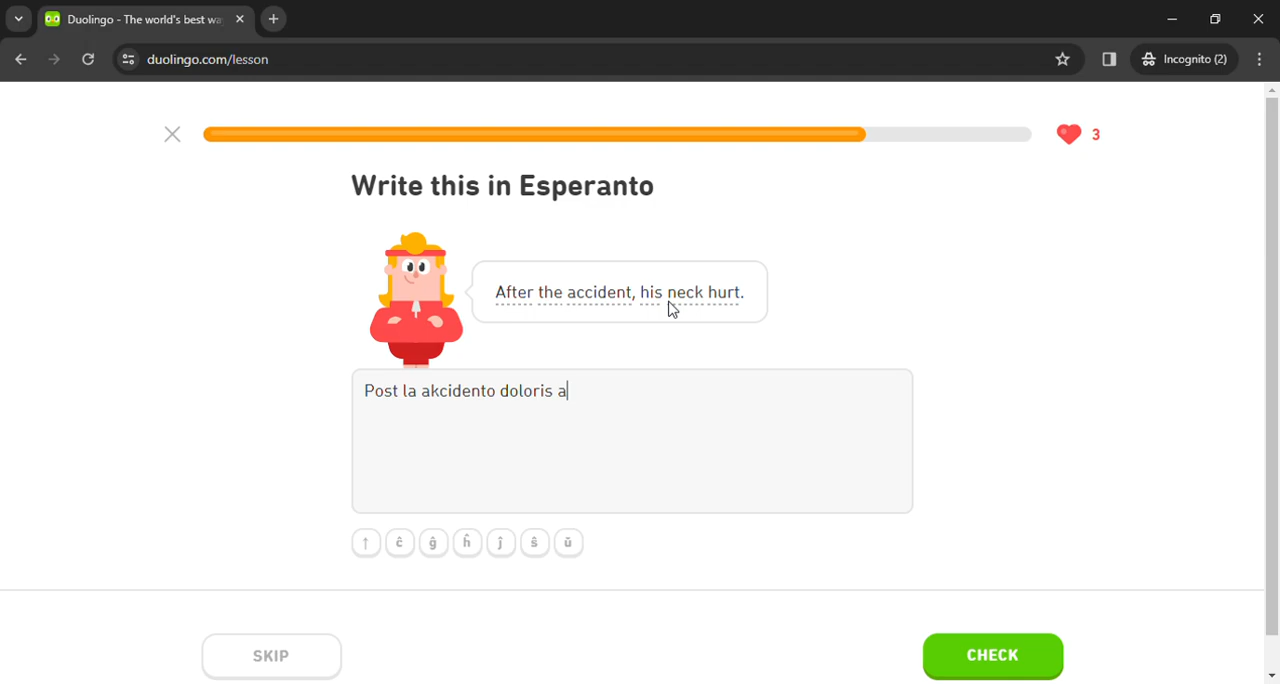 Duolingo - The world's best wa
duolingo.com/lesson
Incognito (2)
3
Write this in Esperanto
After the accident, his neck hurt.
Post la akcidento doloris a
↑ ĉ ĝ ĥ ĵ ŝ ŭ
SKIP
CHECK